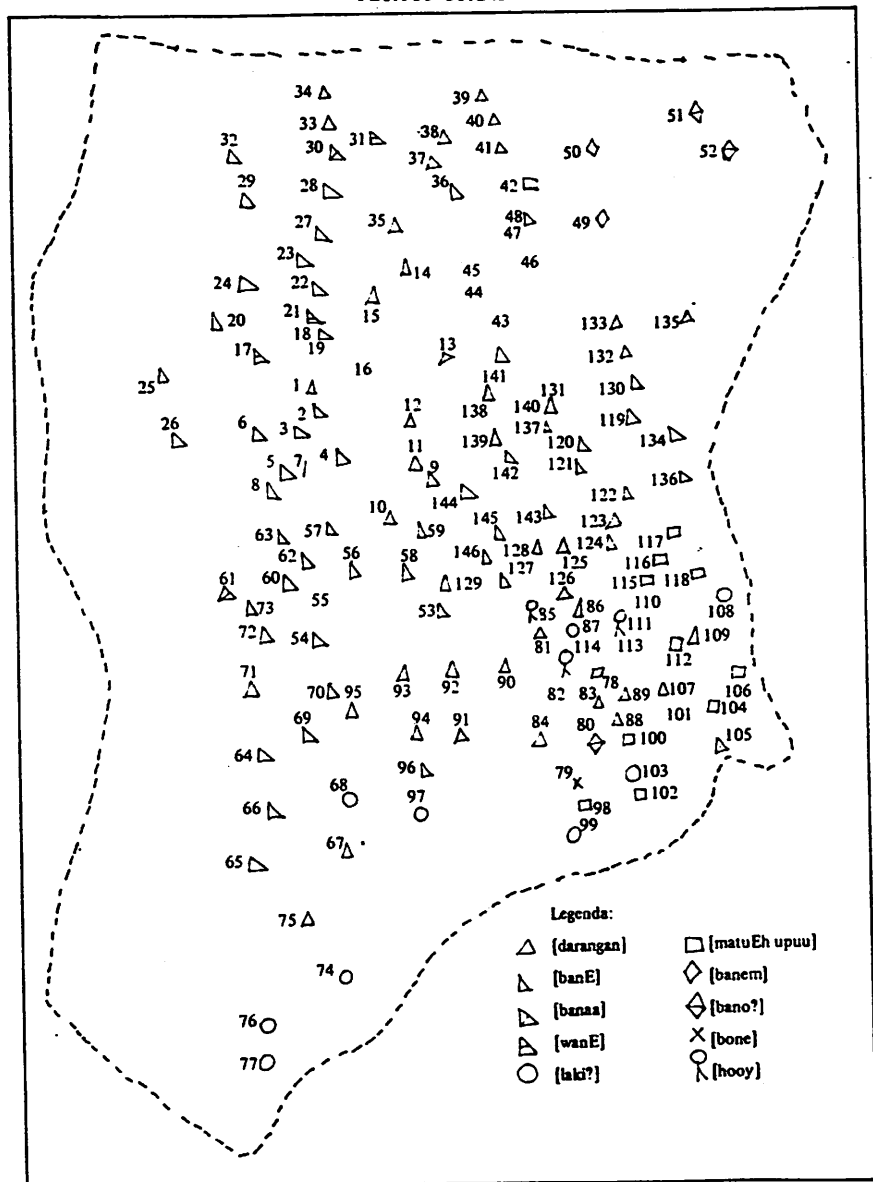 34 39
33 40 51
32 31 38
30 37 41 50 52
29 28 36 42
27 35 48 49
47
23 14 45 46
24 22 44
20 21 15 43 133 135
18
17 19 13 132
25 1 16 141 131 130
2 12 138 140 119
26 6 3 137 134
11 139 120
5 7 4 9 142 121
8 144 136
10 122
63 57 59 145 143 123
62 56 58 146 128 124 117
125 116
61 60 55 129 127 126 115 118
73 53 85 86 110 108
72 54 87 111 109
81 114 113 112
71 93 92 90 82 78 106
70 95 83 89 107 104
69 94 91 84 80 88 101
64 100 105
96 79 103
68 97 98 102
66 99
65 67
75
74
76
77
Legenda:
[darangan] [matuEh upuu]
[banE] [banem]
[banaa] [bano?]
[wanE] [bone]
[laki?] [hooy]